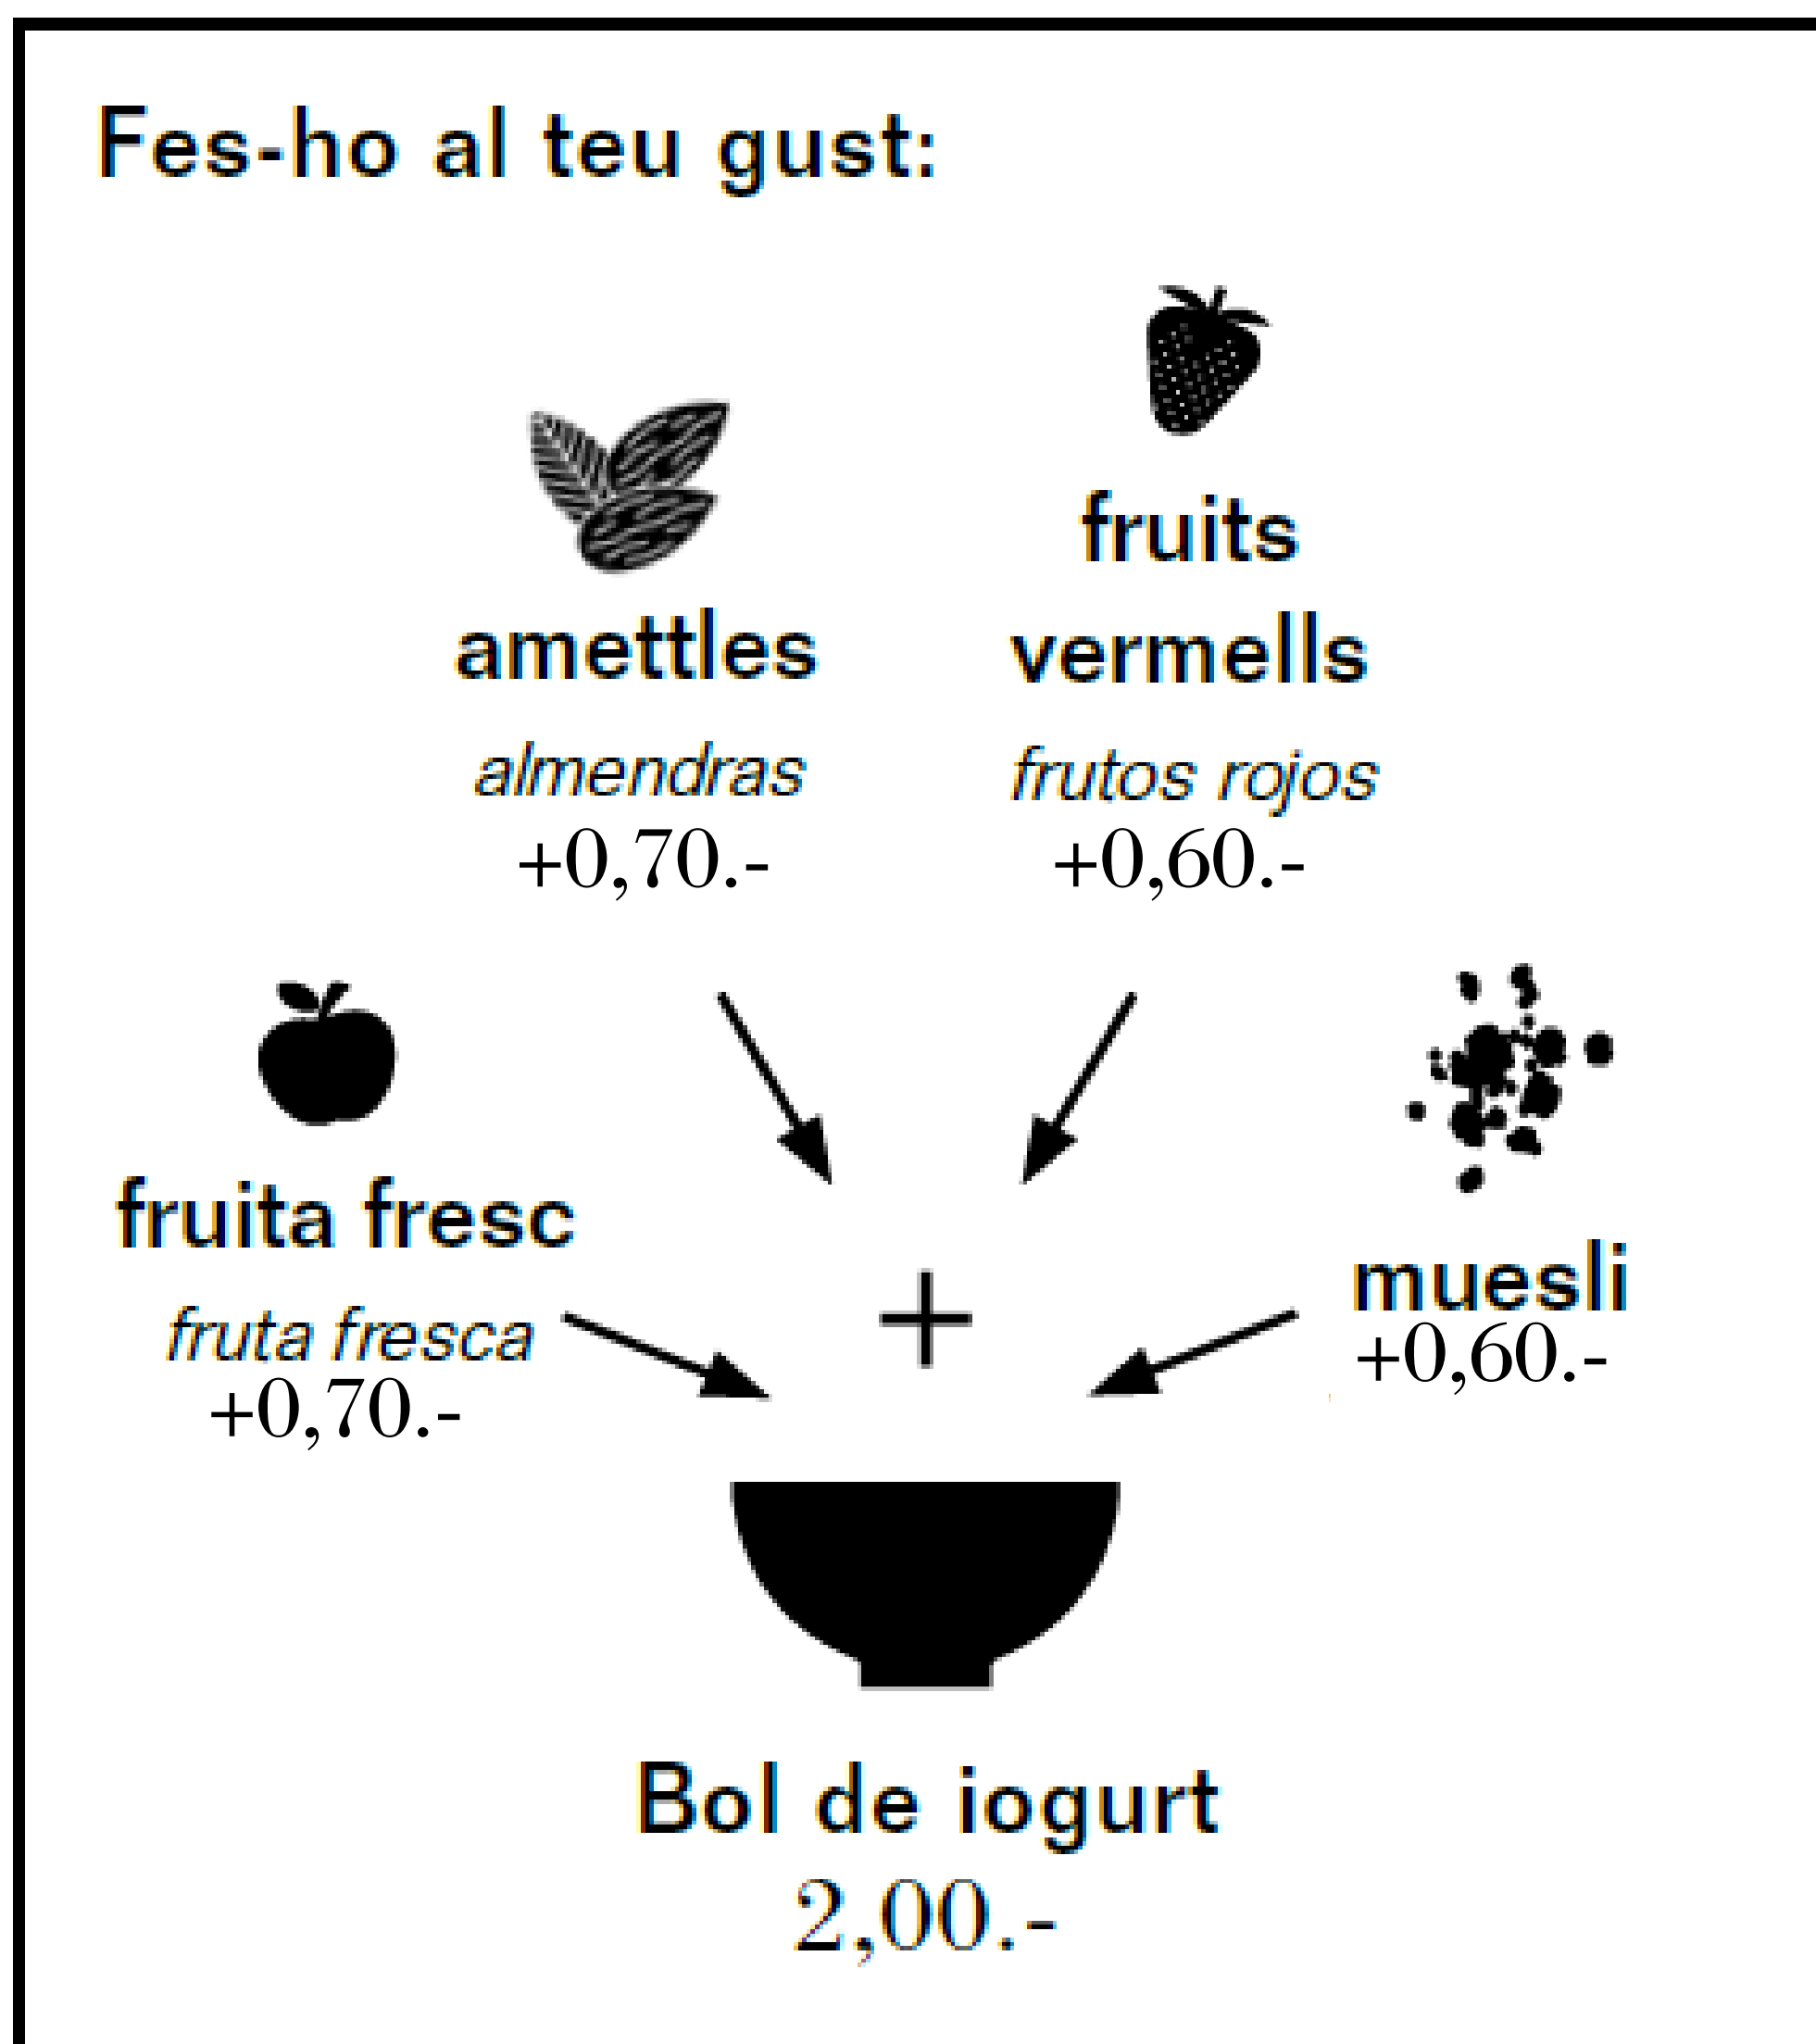 Fes-ho al teu gust:
amettles
almendras
+0,70.-
fruits
vermells
frutos rojos
+0,60.-
fruita fresc
fruta fresca
+0,70.-
+
muesli
+0,60.-
Bol de iogurt
2,00.-